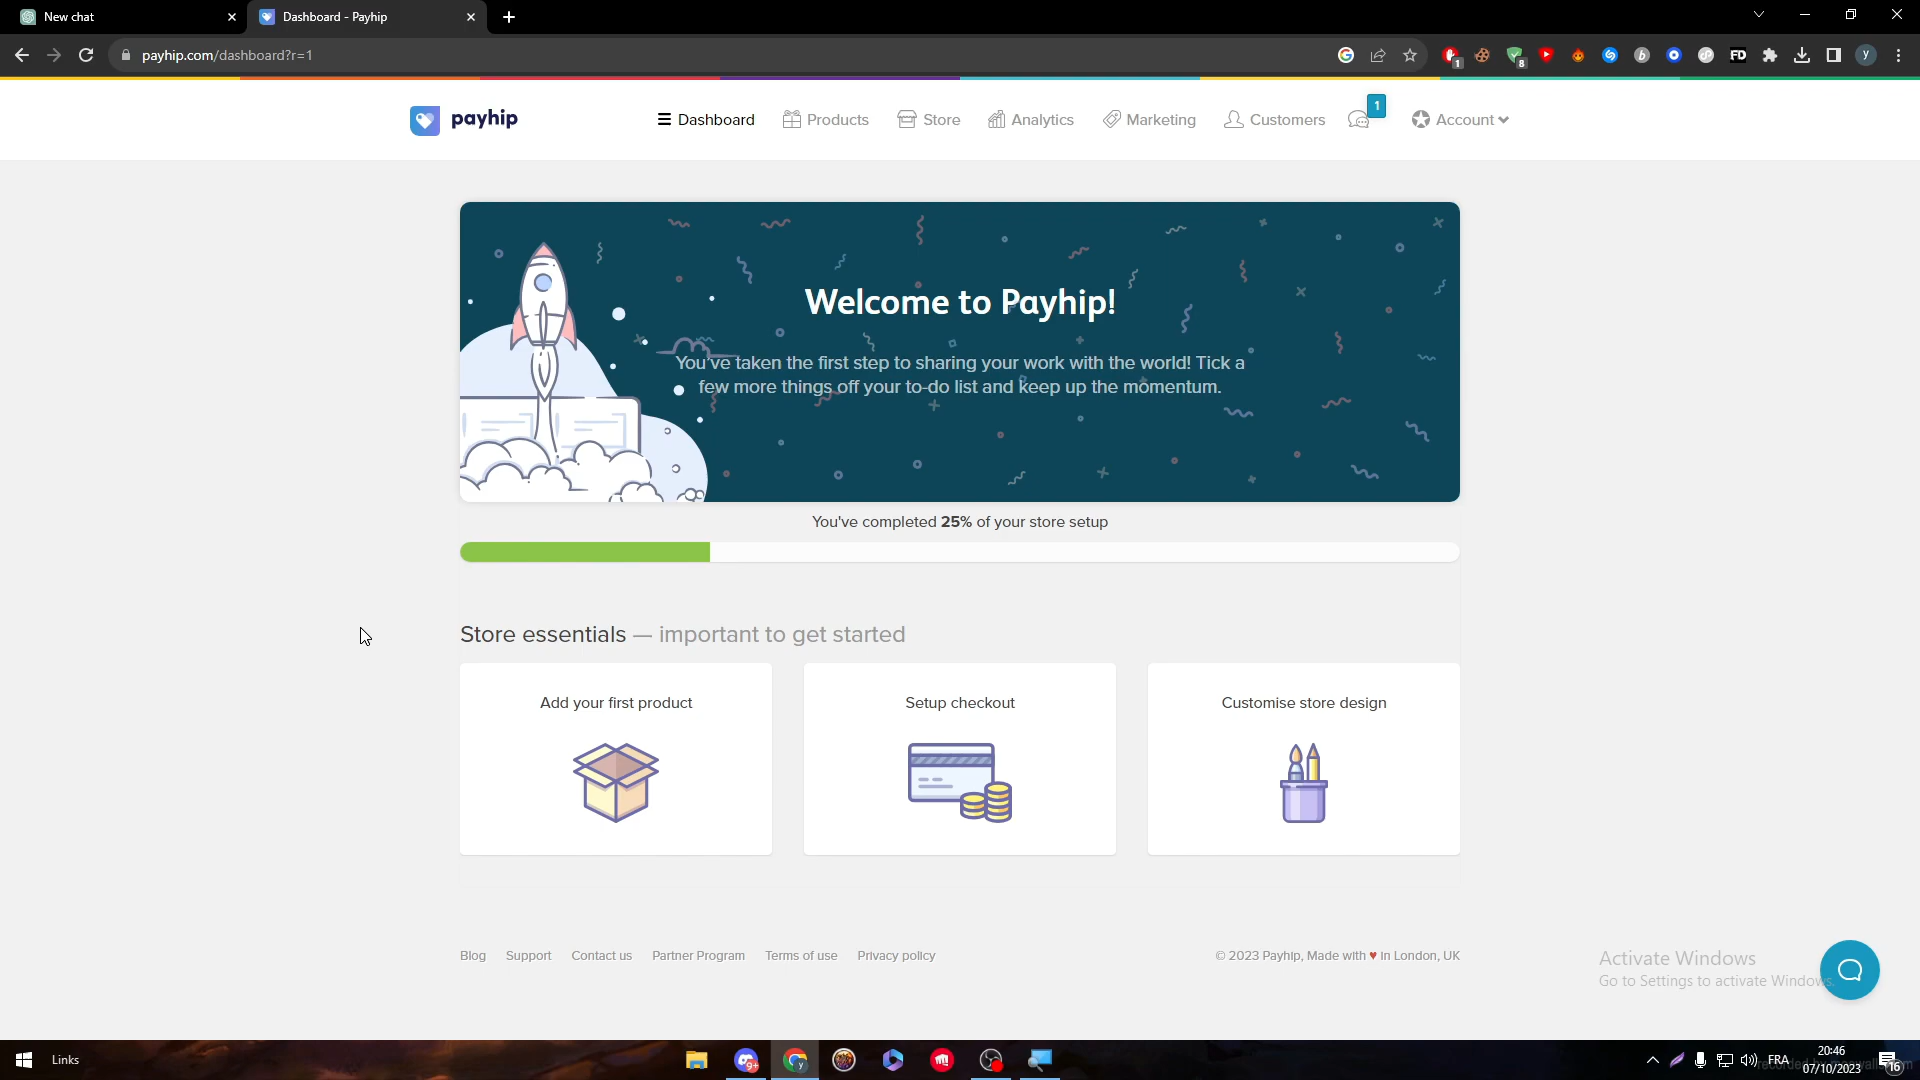 New chat
Dashboard - Payhip
payhip.com/dashboard?r=1
1
8
FD
y
payhip
Dashboard
Products
Store
Analytics
Marketing
Customers
1
Account
Welcome to Payhip!
You've taken the first step to sharing your work with the world! Tick a
few more things off your to-do list and keep up the momentum.
You've completed 25% of your store setup
Store essentials — important to get started
Add your first product
Setup checkout
Customise store design
Blog
Support
Contact us
Partner Program
Terms of use
Privacy policy
© 2023 Payhip, Made with ♥ in London, UK
Activate Windows
Go to Settings to activate Windows.
Links
9+
FRA
20:46
07/10/2023
16